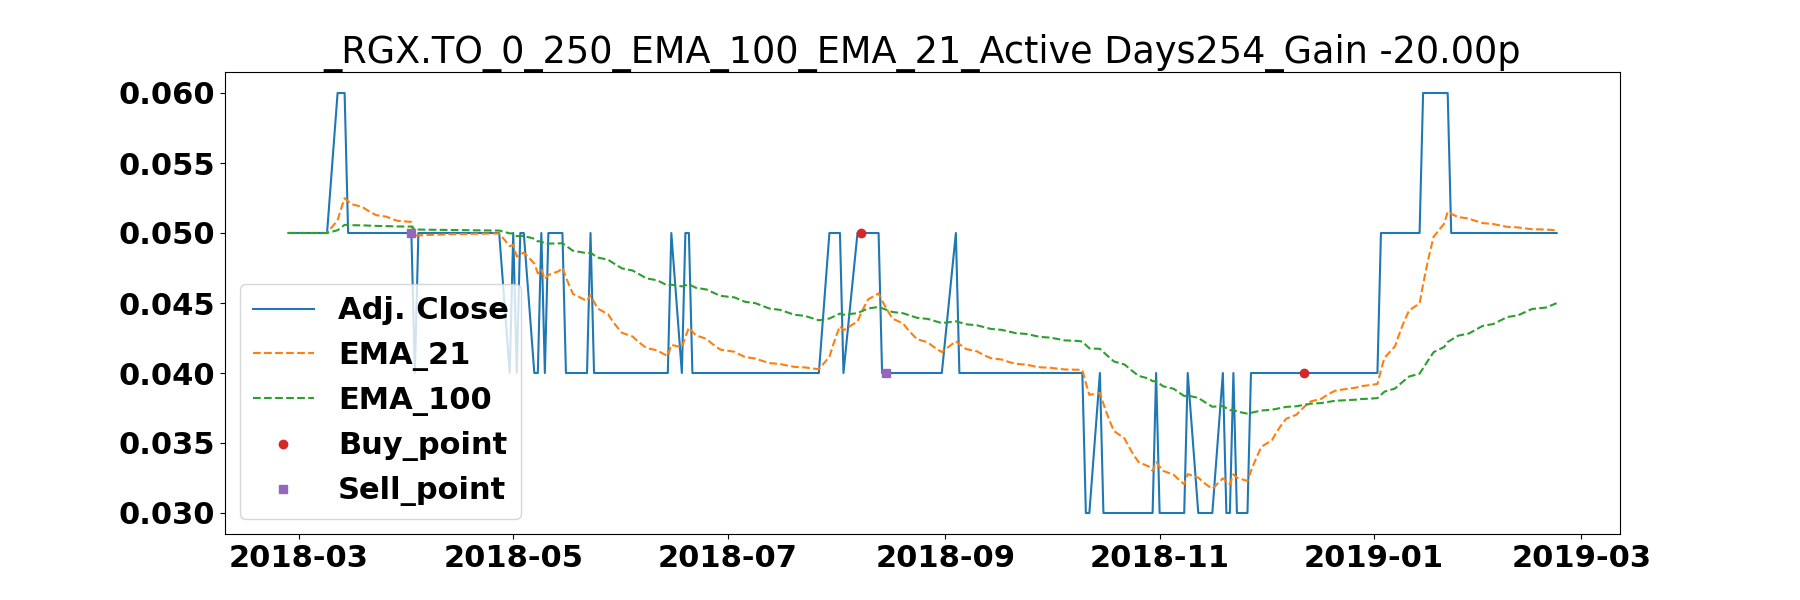 _RGX.TO_0_250_EMA_100_EMA_21_Active Days254_Gain -20.00p
0.060
0.055
0.050
0.045
0.040
0.035
0.030
Adj. Close
EMA_21
EMA_100
Buy_point
Sell_point
2018-03 2018-05 2018-07 2018-09 2018-11 2019-01 2019-03